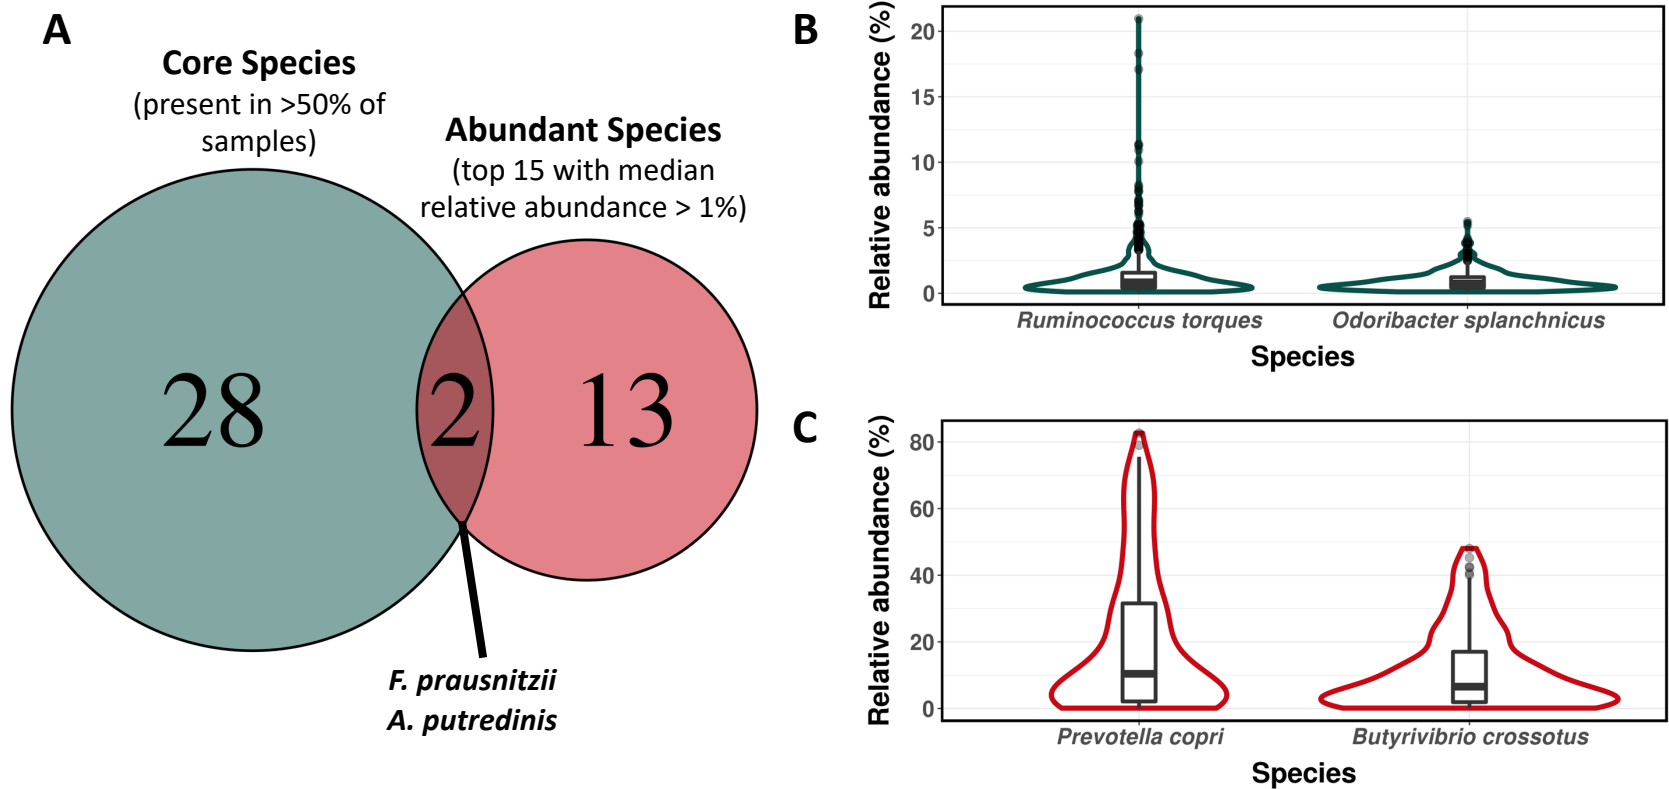 A
Core Species
(present in >50% of
samples)
Abundant Species
(top 15 with median
relative abundance > 1%)
28
2
13
F. prausnitzii
A. putredinis
B
Relative abundance (%)
20
15
10
5
0
Ruminococcus torques
Odoribacter splanchnicus
Species
C
Relative abundance (%)
80
60
40
20
0
Prevotella copri
Butyrivibrio crossotus
Species